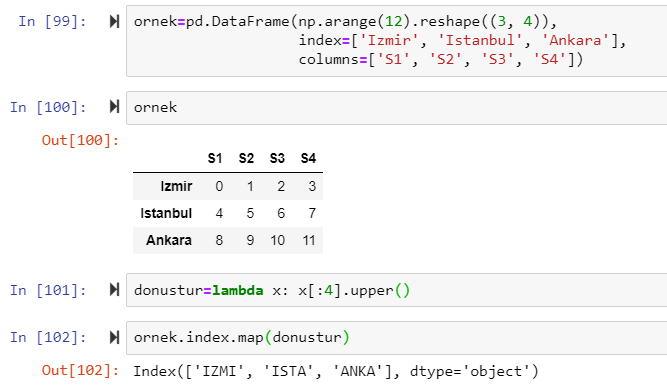 In [99]: ornek=pd.DataFrame(np.arange(12).reshape((3, 4)),
index=['Izmir', 'Istanbul', 'Ankara'],
columns=['S1', 'S2', 'S3', 'S4'])
In [100]: ornek
Out[100]:
S1 S2 S3 S4
Izmir 0 1 2 3
Istanbul 4 5 6 7
Ankara 8 9 10 11
In [101]: donustur=lambda x: x[:4].upper()
In [102]: ornek.index.map(donustur)
Out[102]: Index(['IZMI', 'ISTA', 'ANKA'], dtype='object')